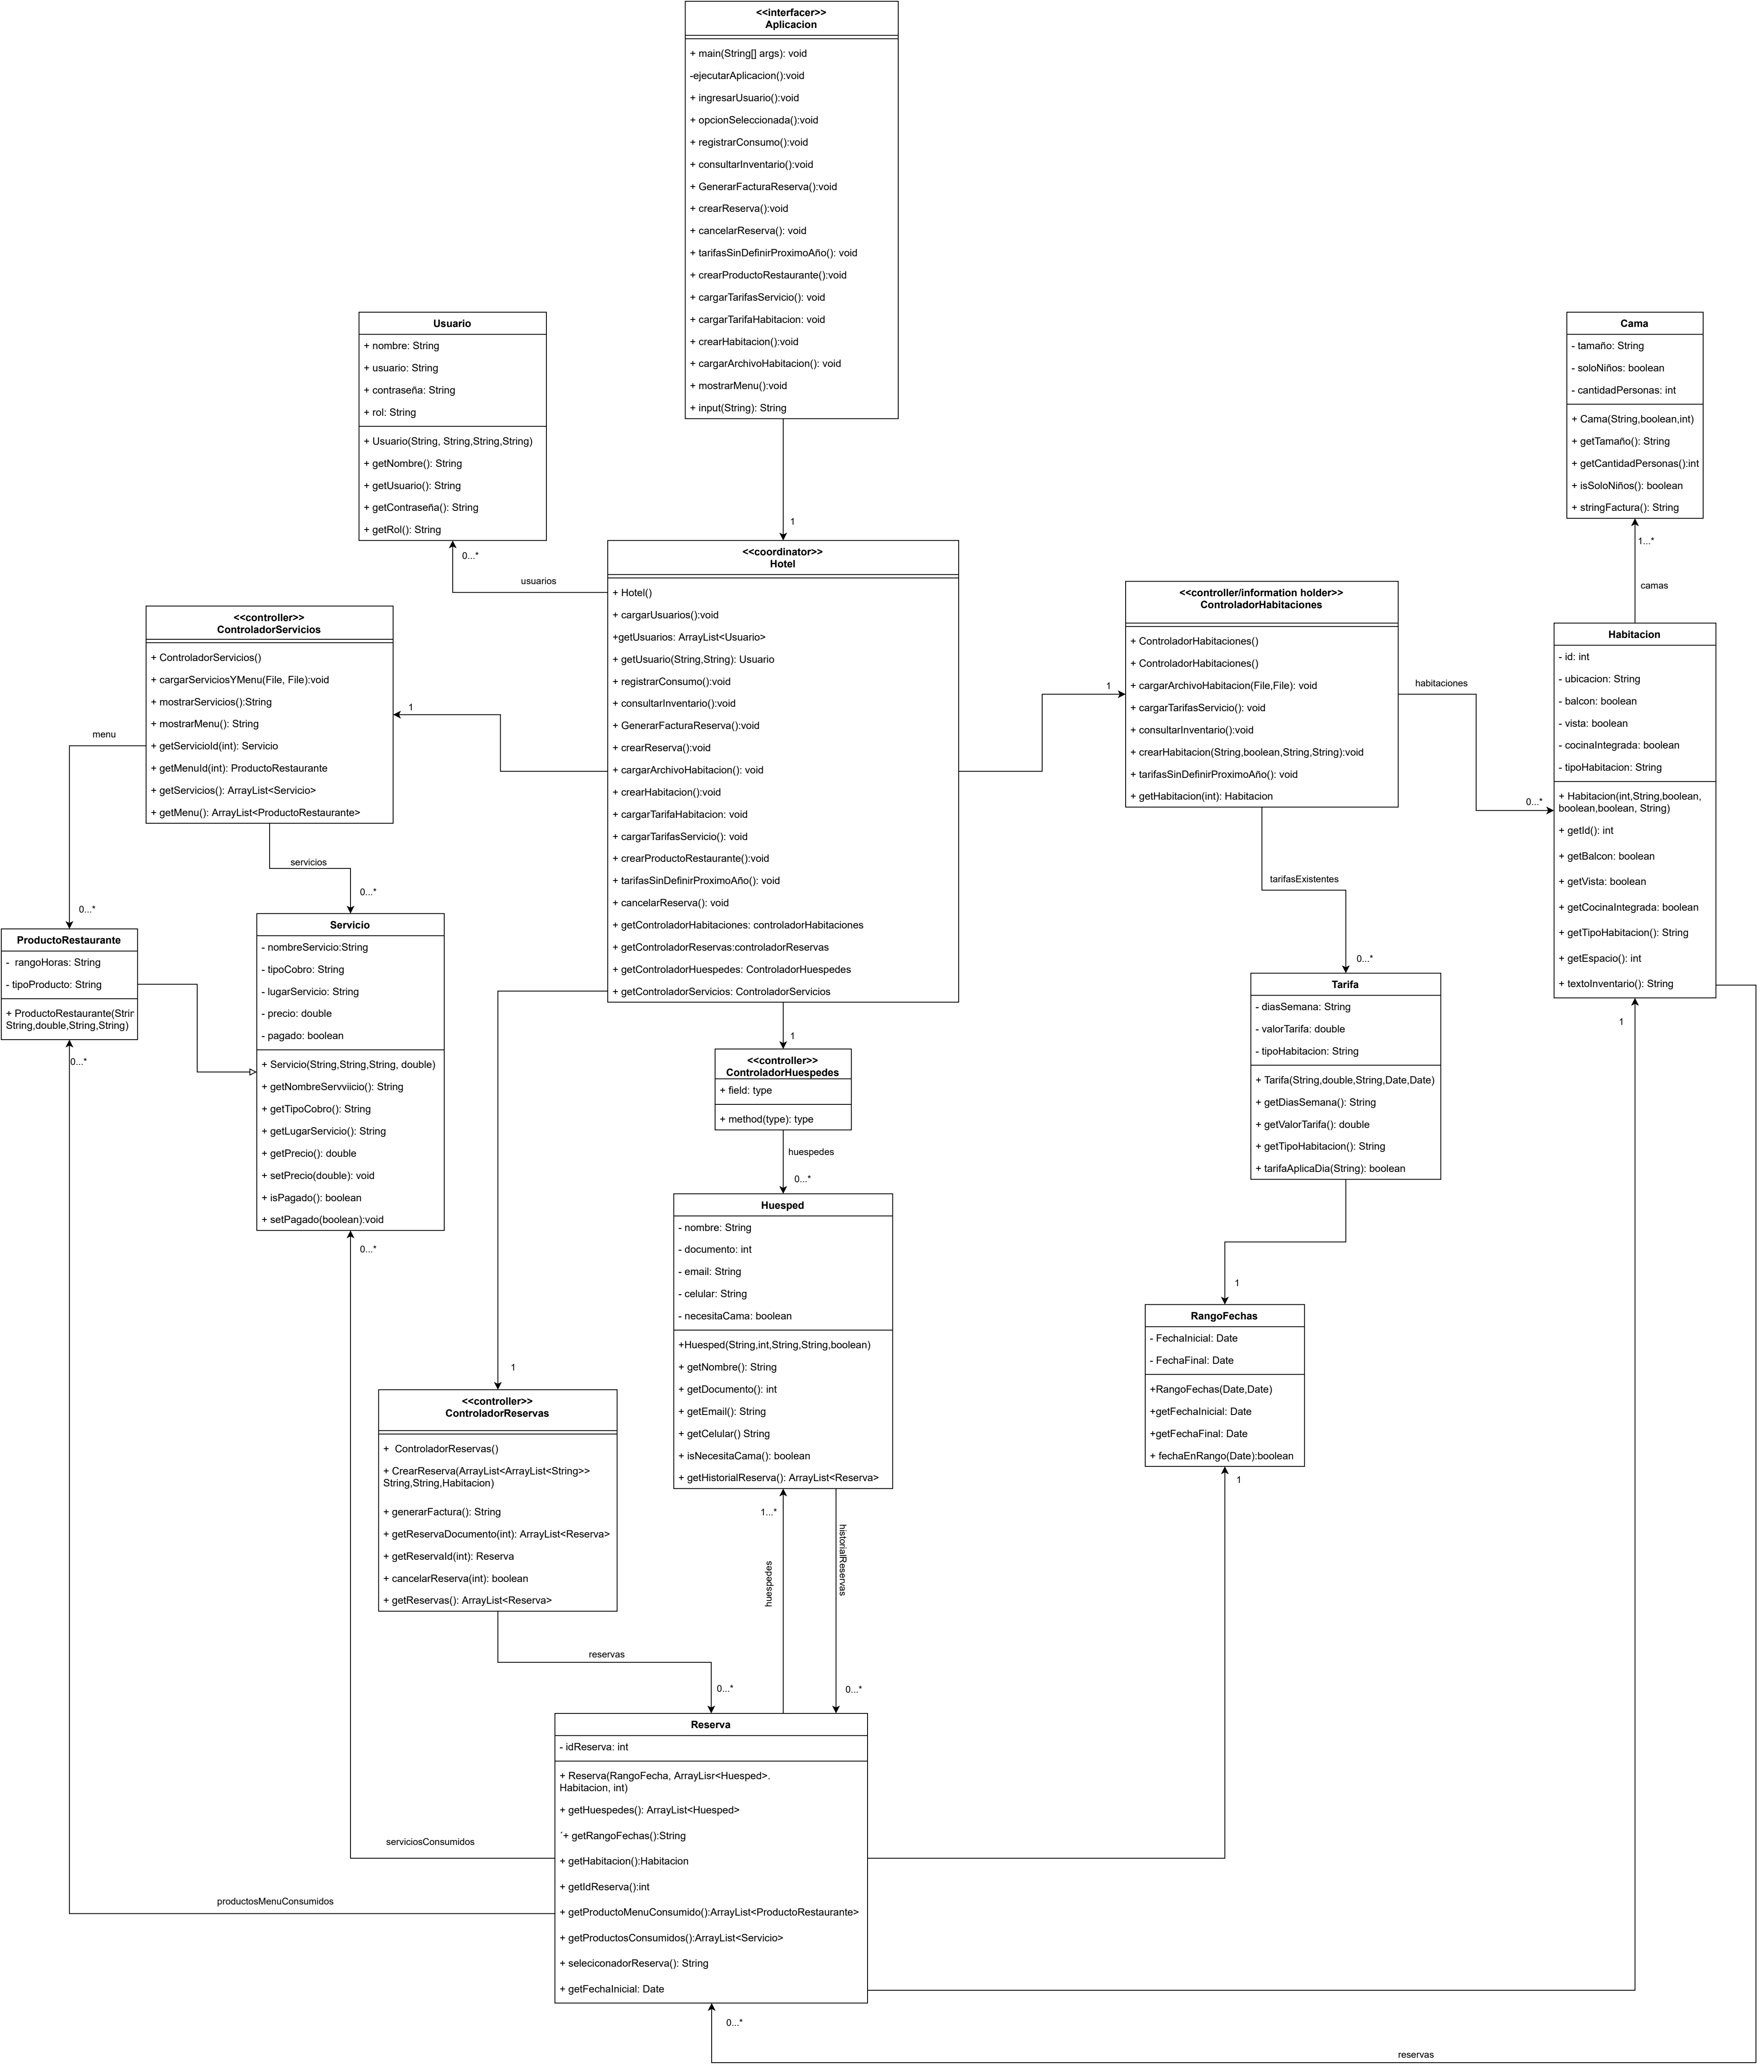 <<interfacer>>
Aplicacion
+ main(String[] args): void
-ejecutarAplicacion():void
+ ingresarUsuario():void
+ opcionSeleccionada():void
+ registrarConsumo():void
+ consultarInventario():void
+ GenerarFacturaReserva():void
+ crearReserva():void
+ cancelarReserva(): void
+ tarifasSinDefinirProximoAño(): void
+ crearProductoRestaurante():void
+ cargarTarifasServicio(): void
+ cargarTarifaHabitacion: void
+ crearHabitacion():void
+ cargarArchivoHabitacion(): void
+ mostrarMenu():void
+ input(String): String
1
Usuario
+ nombre: String
+ usuario: String
+ contraseña: String
+ rol: String
+ Usuario(String, String,String,String)
+ getNombre(): String
+ getUsuario(): String
+ getContraseña(): String
+ getRol(): String
0...*
usuarios
Cama
- tamaño: String
- soloNiños: boolean
- cantidadPersonas: int
+ Cama(String,boolean,int)
+ getTamaño(): String
+ getCantidadPersonas():int
+ isSoloNiños(): boolean
+ stringFactura(): String
1...*
camas
<<coordinator>>
Hotel
+ Hotel()
+ cargarUsuarios():void
+getUsuarios: ArrayList<Usuario>
+ getUsuario(String,String): Usuario
+ registrarConsumo():void
+ consultarInventario():void
+ GenerarFacturaReserva():void
+ crearReserva():void
+ cargarArchivoHabitacion(): void
+ crearHabitacion():void
+ cargarTarifaHabitacion: void
+ cargarTarifasServicio(): void
+ crearProductoRestaurante():void
+ tarifasSinDefinirProximoAño(): void
+ cancelarReserva(): void
+ getControladorHabitaciones: controladorHabitaciones
+ getControladorReservas:controladorReservas
+ getControladorHuespedes: ControladorHuespedes
+ getControladorServicios: ControladorServicios
<<controller>>
ControladorServicios
+ ControladorServicios()
+ cargarServiciosYMenu(File, File):void
+ mostrarServicios():String
+ mostrarMenu(): String
+ getServicioId(int): Servicio
+ getMenuId(int): ProductoRestaurante
+ getServicios(): ArrayList<Servicio>
+ getMenu(): ArrayList<ProductoRestaurante>
1
menu
0...*
servicios
0...*
<<controller/information holder>>
ControladorHabitaciones
+ ControladorHabitaciones()
+ ControladorHabitaciones()
+ cargarArchivoHabitacion(File,File): void
+ cargarTarifasServicio(): void
+ consultarInventario():void
+ crearHabitacion(String,boolean,String,String):void
+ tarifasSinDefinirProximoAño(): void
+ getHabitacion(int): Habitacion
1
habitaciones
0...*
tarifasExistentes
0...*
Habitacion
- id: int
- ubicacion: String
- balcon: boolean
- vista: boolean
- cocinaIntegrada: boolean
- tipoHabitacion: String
+ Habitacion(int,String,boolean,
boolean,boolean, String)
+ getId(): int
+ getBalcon: boolean
+ getVista: boolean
+ getCocinaIntegrada: boolean
+ getTipoHabitacion(): String
+ getEspacio(): int
+ textoInventario(): String
1
ProductoRestaurante
- rangoHoras: String
- tipoProducto: String
+ ProductoRestaurante(Strin
String,double,String,String)
0...*
Servicio
- nombreServicio:String
- tipoCobro: String
- lugarServicio: String
- precio: double
- pagado: boolean
+ Servicio(String,String,String, double)
+ getNombreServviicio(): String
+ getTipoCobro(): String
+ getLugarServicio(): String
+ getPrecio(): double
+ setPrecio(double): void
+ isPagado(): boolean
+ setPagado(boolean):void
0...*
1
<<controller>>
ControladorHuespedes
+ field: type
+ method(type): type
huespedes
0...*
Tarifa
- diasSemana: String
- valorTarifa: double
- tipoHabitacion: String
+ Tarifa(String,double,String,Date,Date)
+ getDiasSemana(): String
+ getValorTarifa(): double
+ getTipoHabitacion(): String
+ tarifaAplicaDia(String): boolean
1
Huesped
- nombre: String
- documento: int
- email: String
- celular: String
- necesitaCama: boolean
+Huesped(String,int,String,String,boolean)
+ getNombre(): String
+ getDocumento(): int
+ getEmail(): String
+ getCelular() String
+ isNecesitaCama(): boolean
+ getHistorialReserva(): ArrayList<Reserva>
1...*
huespedes
historialReservas
0...*
RangoFechas
- FechaInicial: Date
- FechaFinal: Date
+RangoFechas(Date,Date)
+getFechaInicial: Date
+getFechaFinal: Date
+ fechaEnRango(Date):boolean
1
1
<<controller>>
ControladorReservas
+  ControladorReservas()
+ CrearReserva(ArrayList<ArrayList<String>>
String,String,Habitacion)
+ generarFactura(): String
+ getReservaDocumento(int): ArrayList<Reserva>
+ getReservaId(int): Reserva
+ cancelarReserva(int): boolean
+ getReservas(): ArrayList<Reserva>
reservas
0...*
Reserva
- idReserva: int
+ Reserva(RangoFecha, ArrayLisr<Huesped>.
Habitacion, int)
+ getHuespedes(): ArrayList<Huesped>
´+ getRangoFechas():String
+ getHabitacion():Habitacion
+ getIdReserva():int
+ getProductoMenuConsumido():ArrayList<ProductoRestaurante>
+ getProductosConsumidos():ArrayList<Servicio>
+ seleciconadorReserva(): String
+ getFechaInicial: Date
serviciosConsumidos
productosMenuConsumidos
0...*
reservas